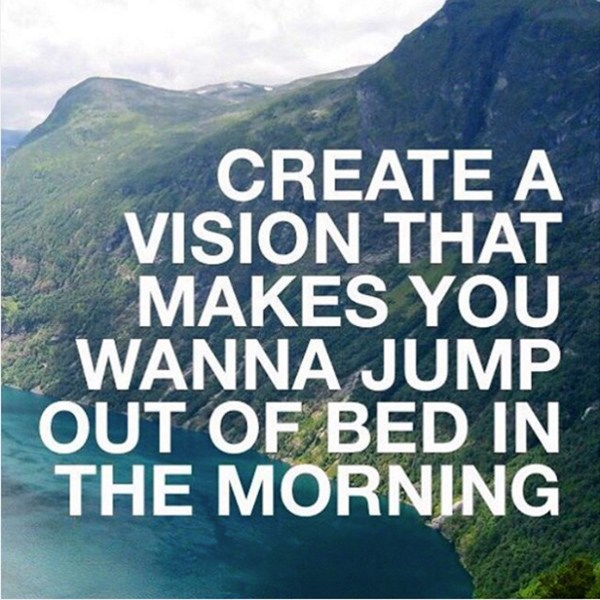 CREATE A
VISION THAT
MAKES YOU
WANNA JUMP
OUT OF BED IN
THE MORNING